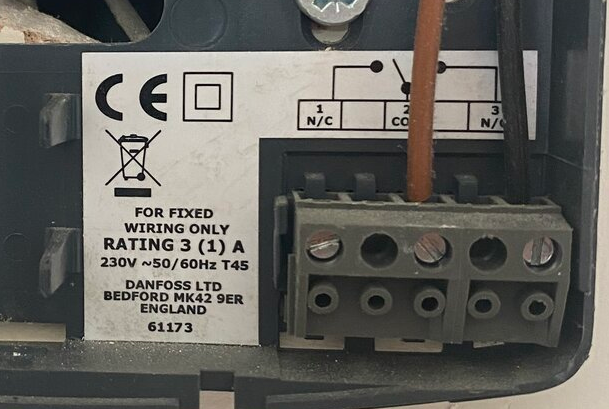 CE
1 2 3
N/C CO N/
FOR FIXED
WIRING ONLY
RATING 3 (1) A
230V ~50/60Hz T45
DANFOSS LTD
BEDFORD MK42 9ER
ENGLAND
61173